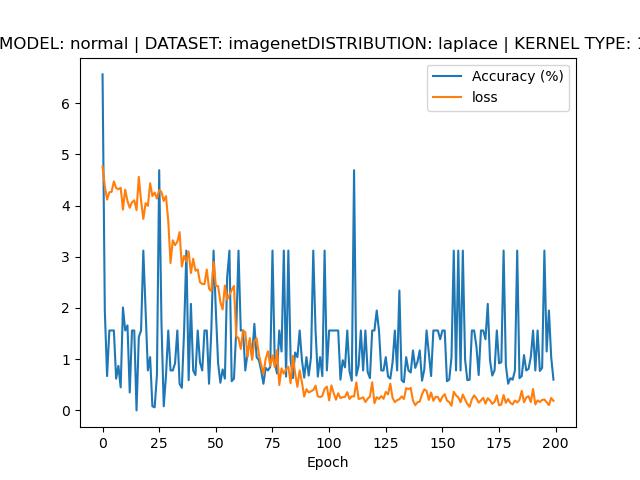 MODEL: normal | DATASET: imagenetDISTRIBUTION: laplace | KERNEL TYPE:
Accuracy (%)
loss
6
5
4
3
2
1
0
0 25 50 75 100 125 150 175 200
Epoch